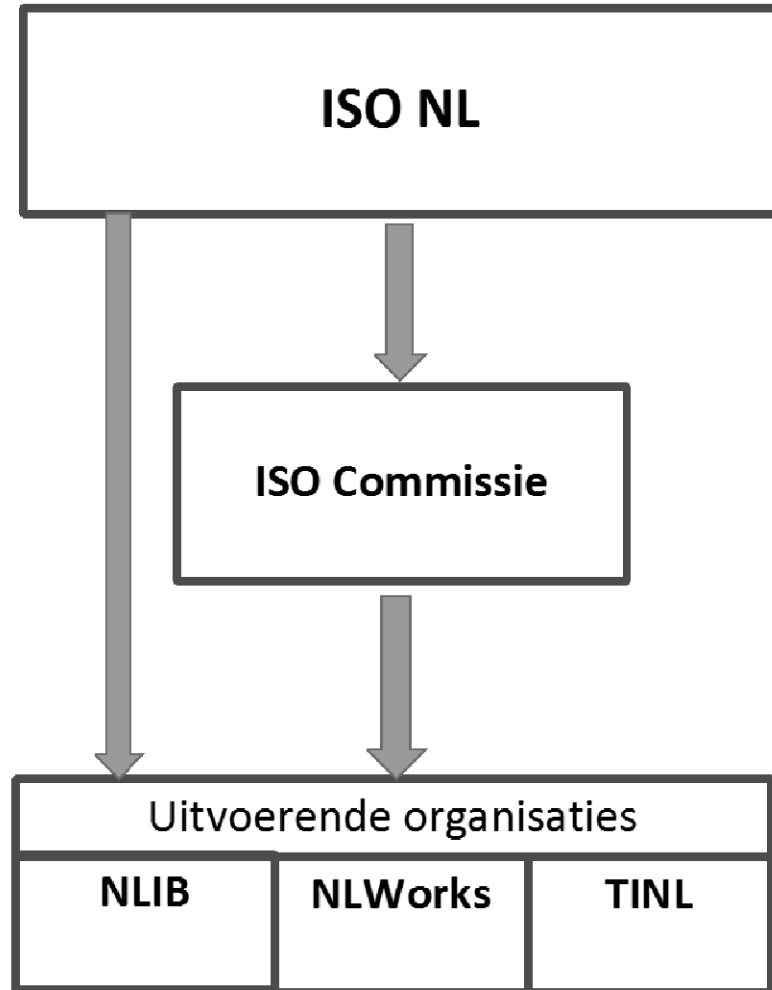 ISO NL
ISO Commissie
Uitvoerende organisaties
NLIB
NLWorks
TINL